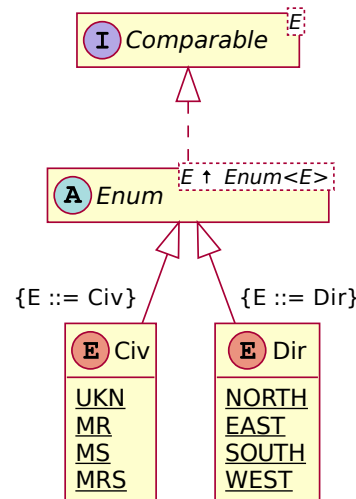 I Comparable E
A Enum E ↑ Enum<E>
{E ::= Civ} {E ::= Dir}
E Civ
UKN
MR
MS
MRS
E Dir
NORTH
EAST
SOUTH
WEST